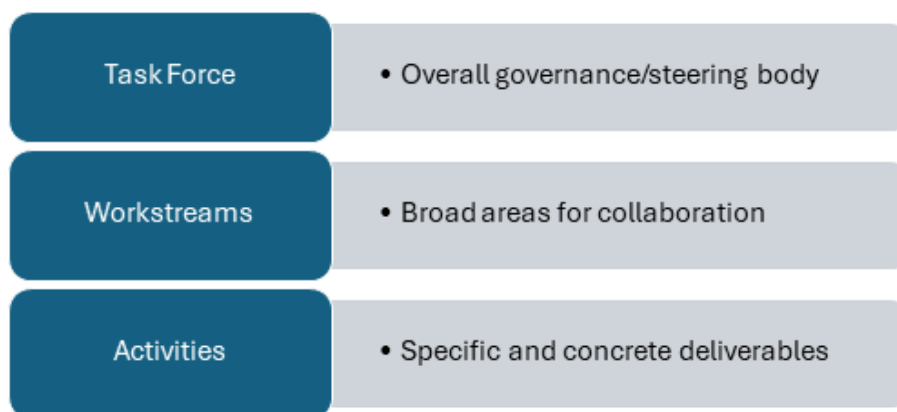 Task Force
• Overall governance/steering body
Workstreams
• Broad areas for collaboration
Activities
• Specific and concrete deliverables